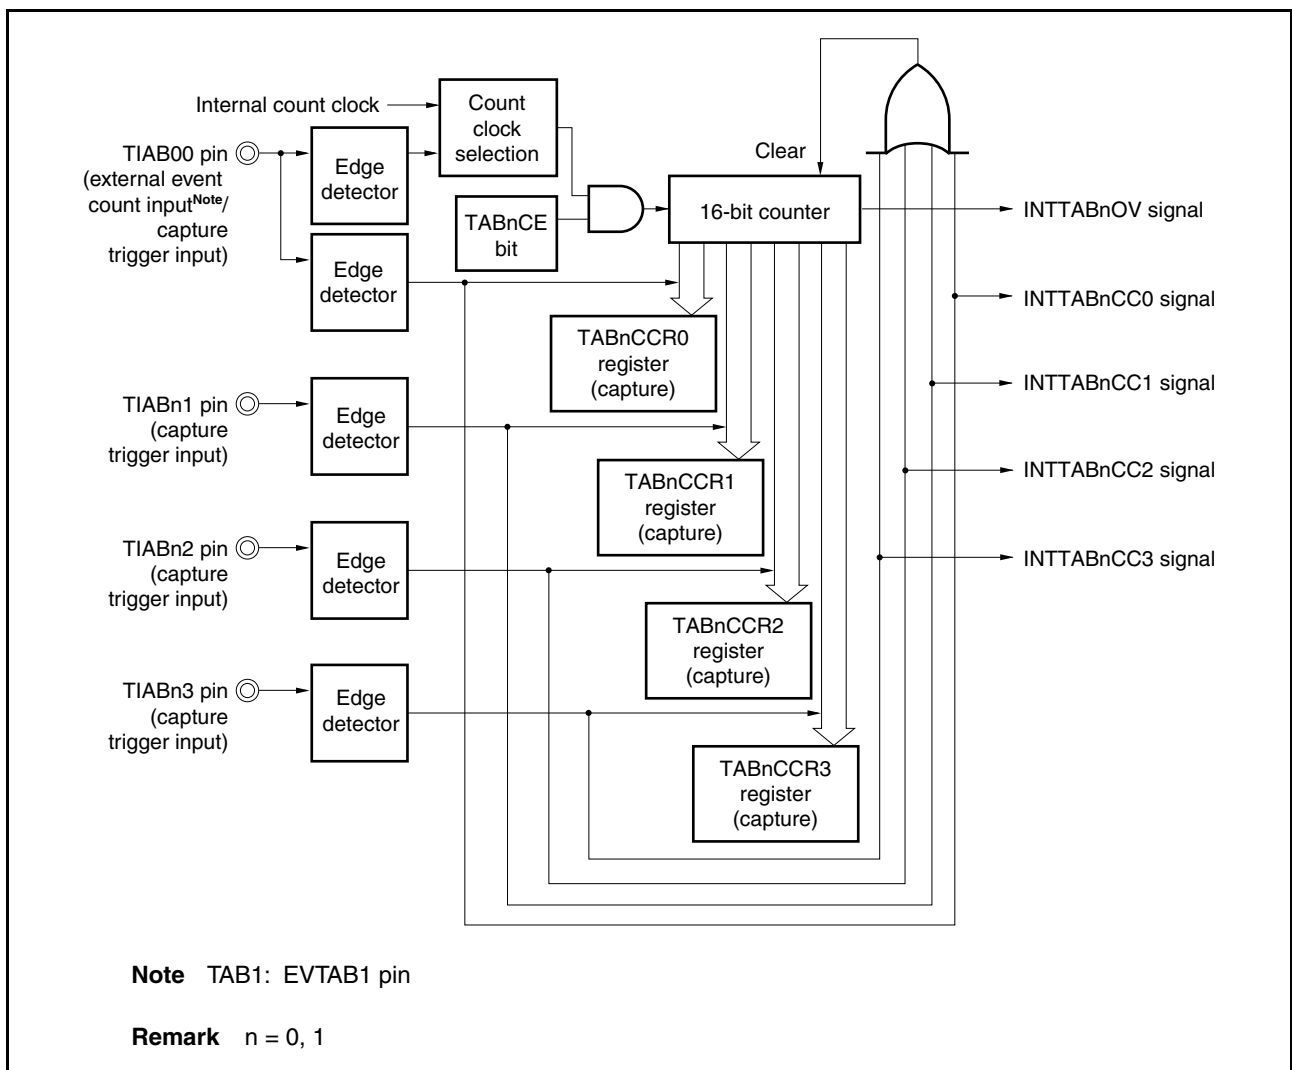 Internal count clock
Count
clock
selection
TIAB00 pin
(external event
count inputNote/
capture
trigger input)
Edge
detector
TABnCE
bit
Clear
16-bit counter
INTTABnOV signal
Edge
detector
INTTABnCC0 signal
TABnCCR0
register
(capture)
TIABn1 pin
(capture
trigger input)
Edge
detector
INTTABnCC1 signal
TABnCCR1
register
(capture)
INTTABnCC2 signal
TIABn2 pin
(capture
trigger input)
Edge
detector
INTTABnCC3 signal
TABnCCR2
register
(capture)
TIABn3 pin
(capture
trigger input)
Edge
detector
TABnCCR3
register
(capture)
Note TAB1: EVTAB1 pin
Remark n = 0, 1